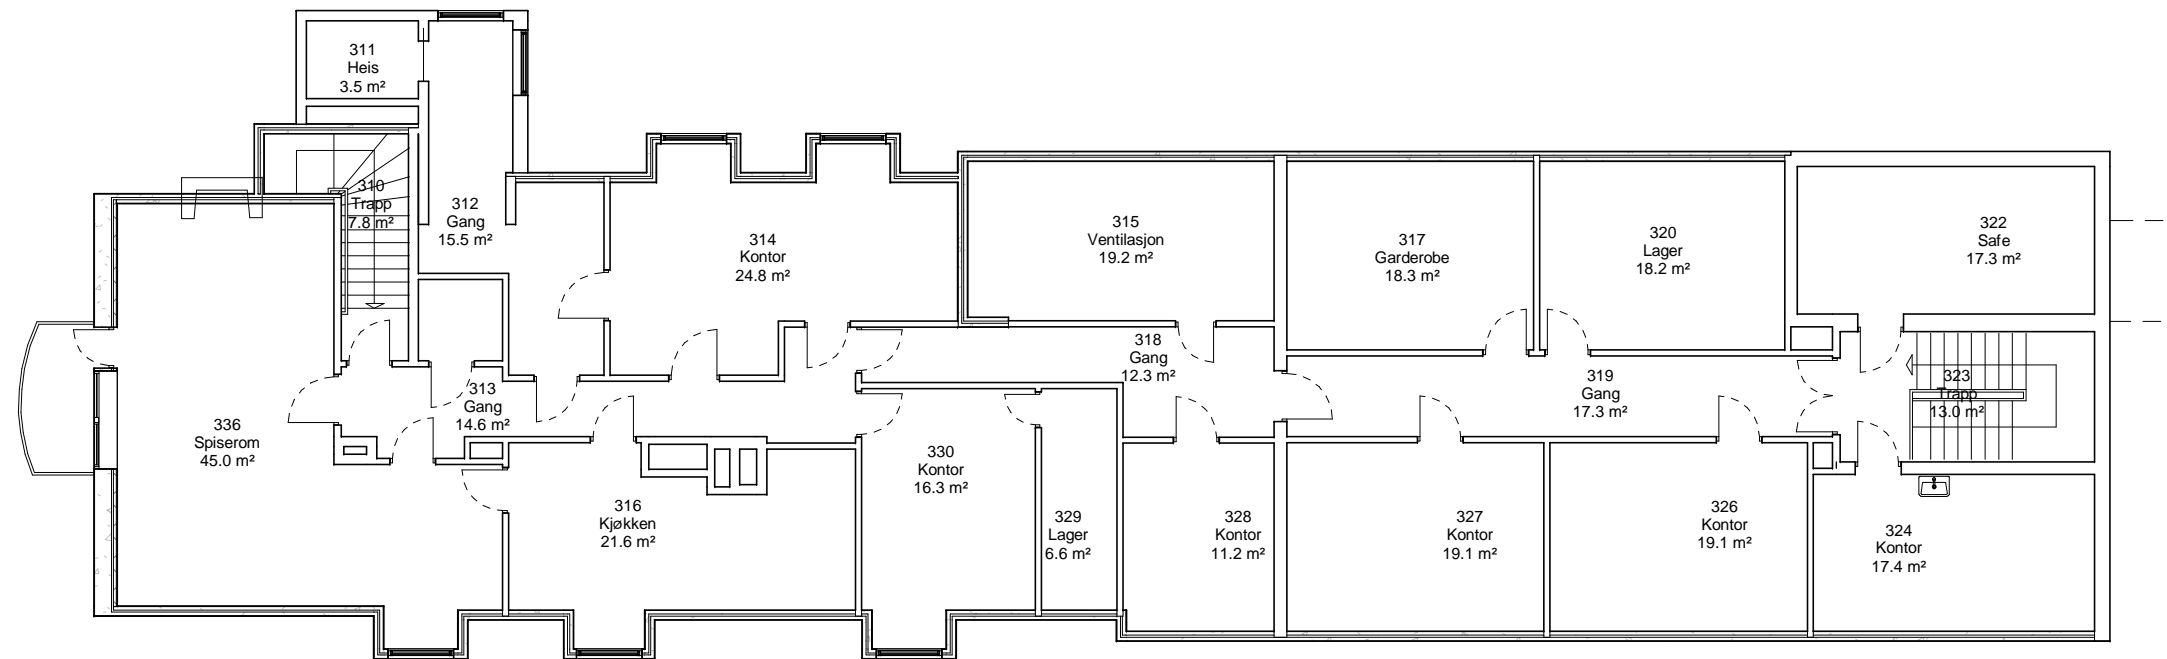 311
Heis
3.5 m²
310
Trapp
7.8 m²
312
Gang
15.5 m²
314
Kontor
24.8 m²
315
Ventilasjon
19.2 m²
317
Garderobe
18.3 m²
320
Lager
18.2 m²
322
Safe
17.3 m²
318
Gang
12.3 m²
319
Gang
17.3 m²
323
Trapp
13.0 m²
313
Gang
14.6 m²
336
Spiserom
45.0 m²
316
Kjøkken
21.6 m²
330
Kontor
16.3 m²
329
Lager
6.6 m²
328
Kontor
11.2 m²
327
Kontor
19.1 m²
326
Kontor
19.1 m²
324
Kontor
17.4 m²